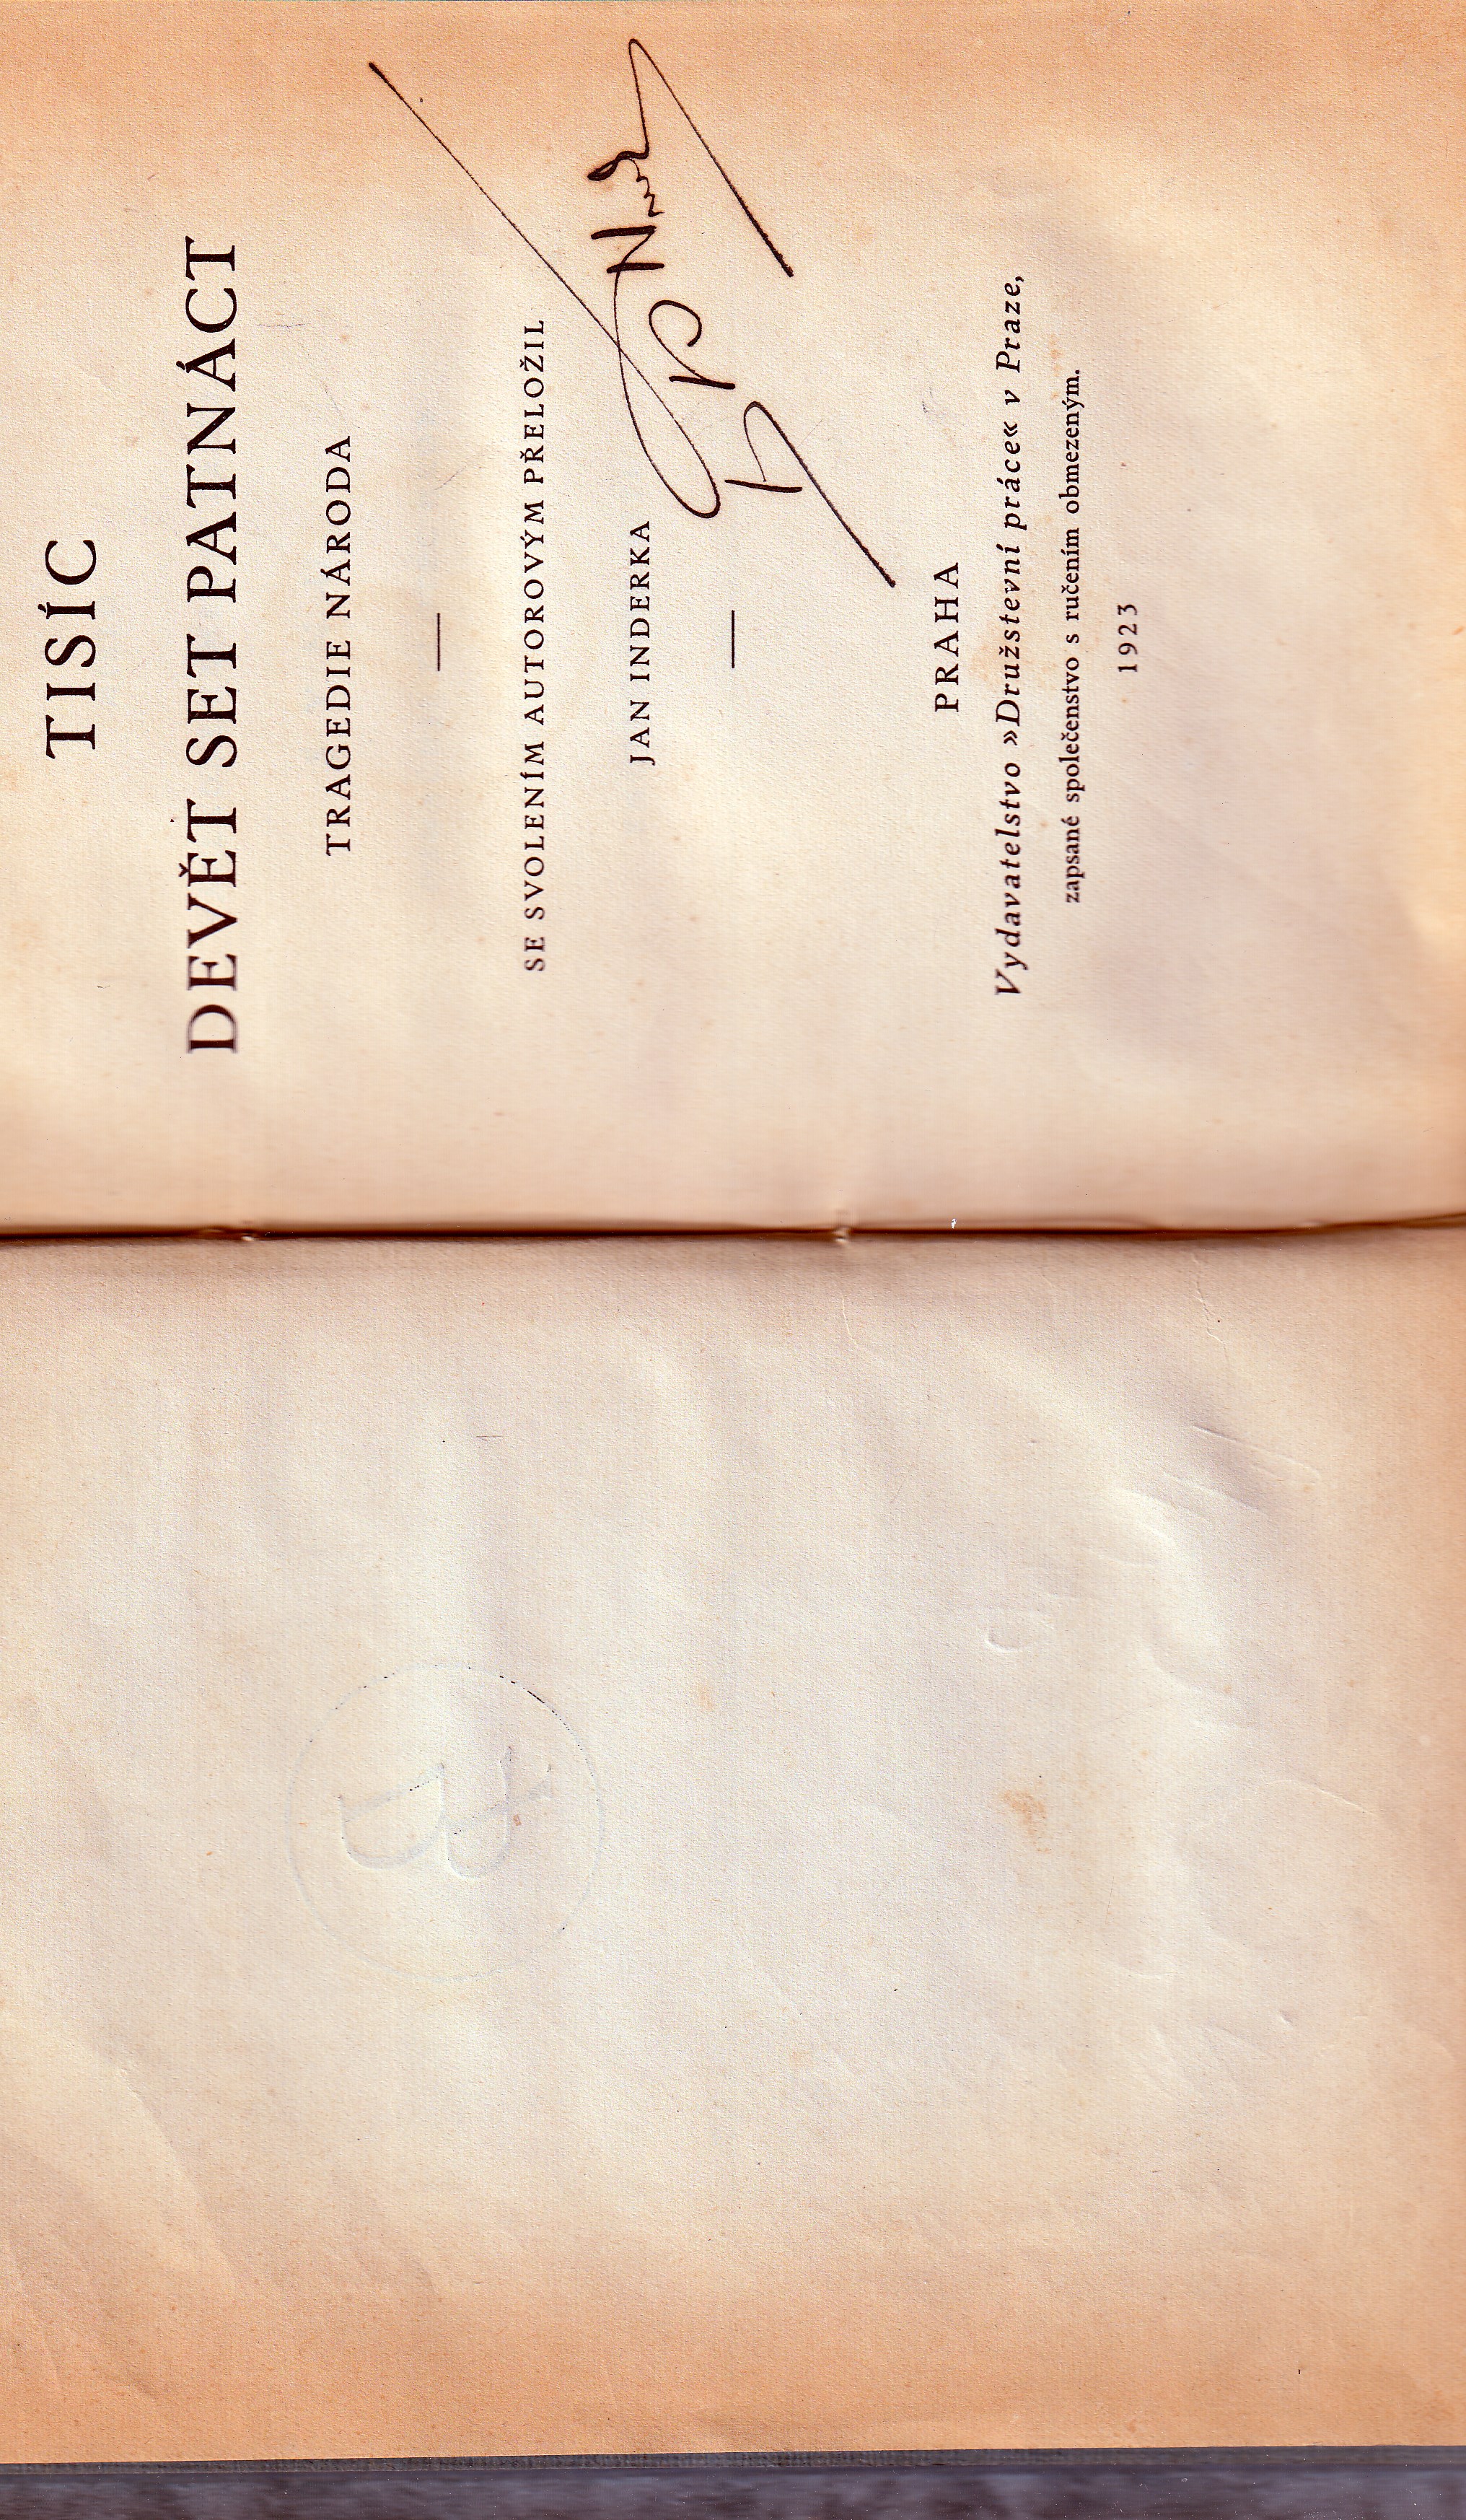 TISÍC
DEVĚT SET PATNÁCT
TRAGEDIE NÁRODA
SE SVOLENÍM AUTOROVÝM PŘELOŽIL
JAN INDERKA
PRAHA
Vydavatelstvo »Družstevní práce« v Praze,
zapsané společenstvo s ručením obmezeným.
1923